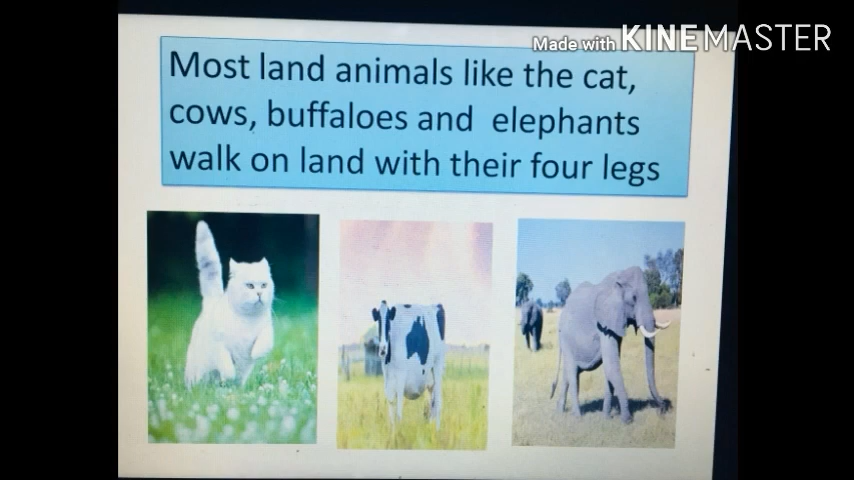 Made with KINEMASTER
Most land animals like the cat,
cows, buffaloes and elephants
walk on land with their four legs